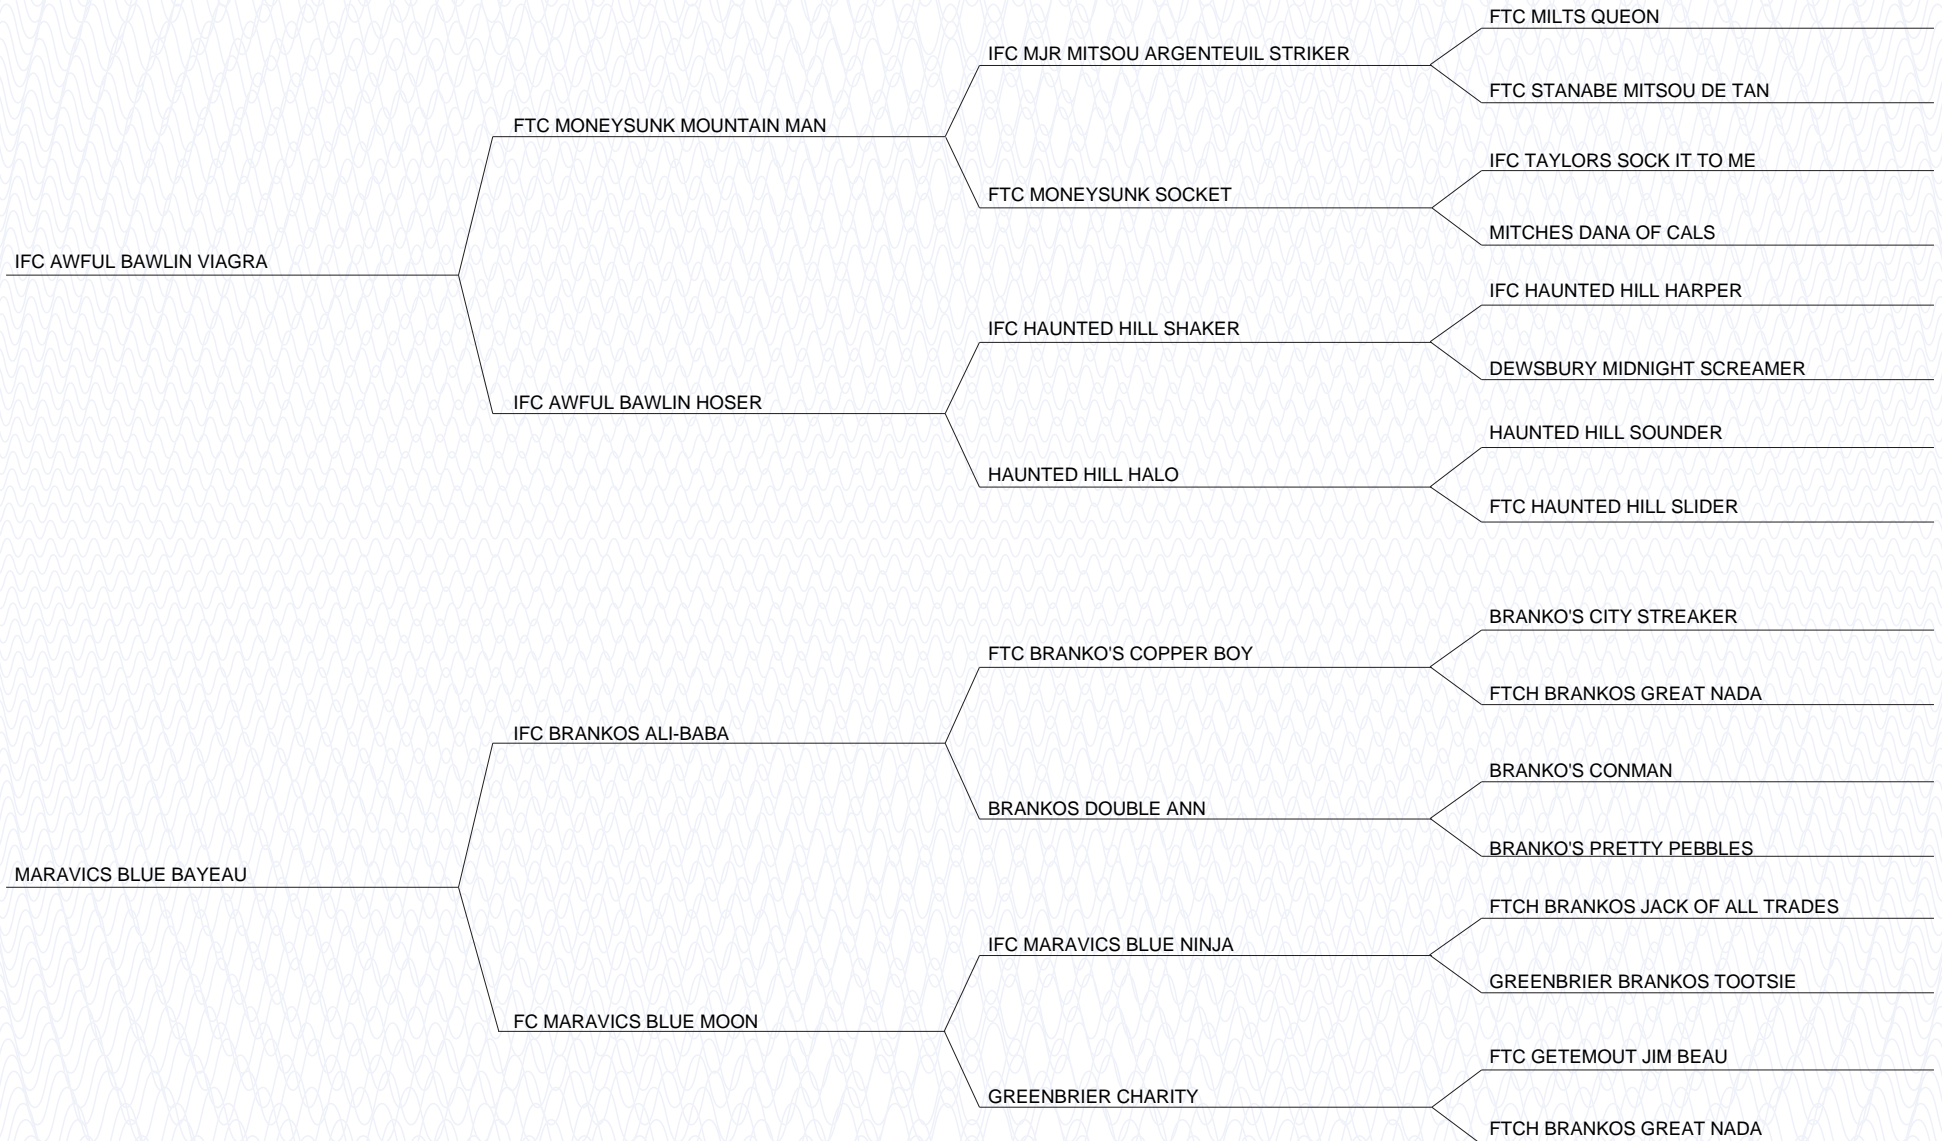 FTC MILTS QUEON
IFC MJR MITSOU ARGENTEUIL STRIKER
FTC STANABE MITSOU DE TAN
FTC MONEYSUNK MOUNTAIN MAN
IFC TAYLORS SOCK IT TO ME
FTC MONEYSUNK SOCKET
MITCHES DANA OF CALS
IFC AWFUL BAWLIN VIAGRA
IFC HAUNTED HILL HARPER
IFC HAUNTED HILL SHAKER
DEWSBURY MIDNIGHT SCREAMER
IFC AWFUL BAWLIN HOSER
HAUNTED HILL SOUNDER
HAUNTED HILL HALO
FTC HAUNTED HILL SLIDER
BRANKO'S CITY STREAKER
FTC BRANKO'S COPPER BOY
FTCH BRANKOS GREAT NADA
IFC BRANKOS ALI-BABA
BRANKO'S CONMAN
BRANKOS DOUBLE ANN
BRANKO'S PRETTY PEBBLES
MARAVICS BLUE BAYEAU
FTCH BRANKOS JACK OF ALL TRADES
IFC MARAVICS BLUE NINJA
GREENBRIER BRANKOS TOOTSIE
FC MARAVICS BLUE MOON
FTC GETEMOUT JIM BEAU
GREENBRIER CHARITY
FTCH BRANKOS GREAT NADA